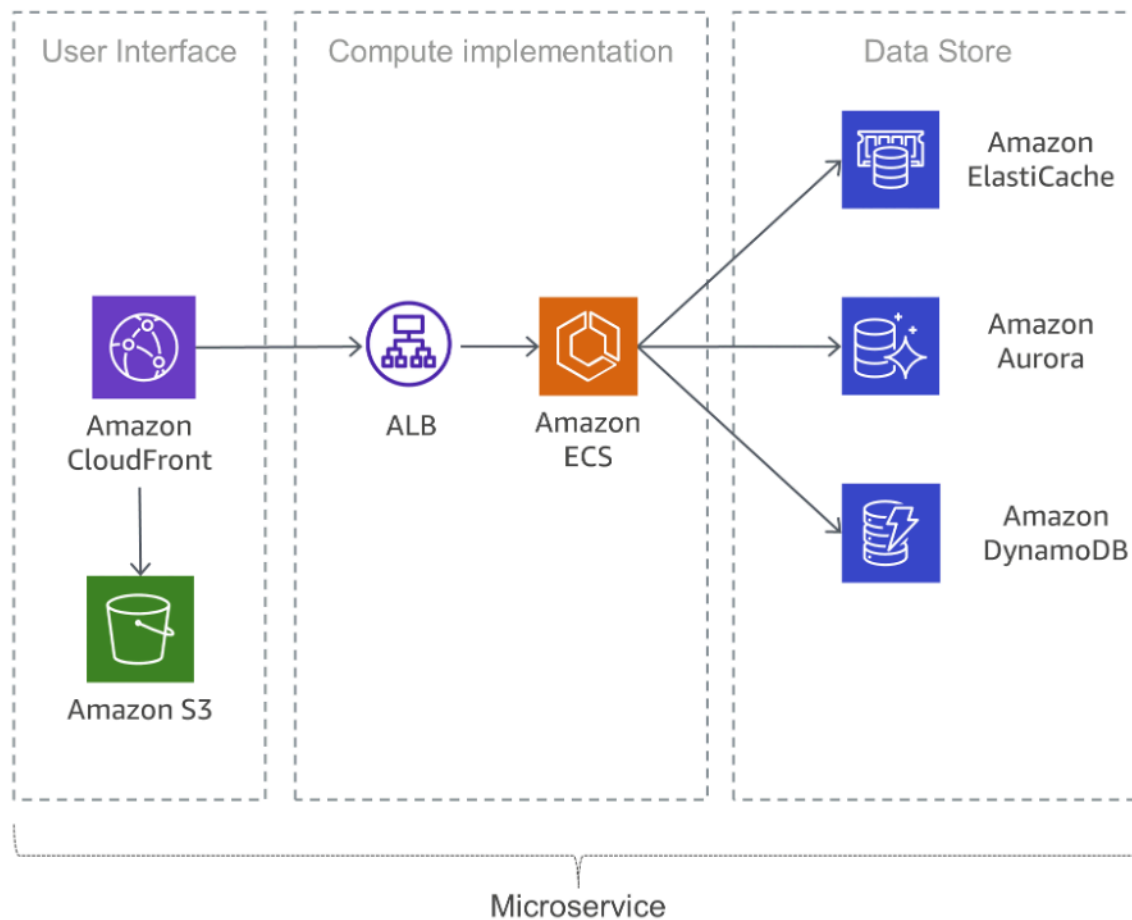 User Interface
Compute implementation
Data Store
Amazon
ElastiCache
Amazon
CloudFront
ALB
Amazon
ECS
Amazon
Aurora
Amazon
DynamoDB
Amazon S3
Microservice